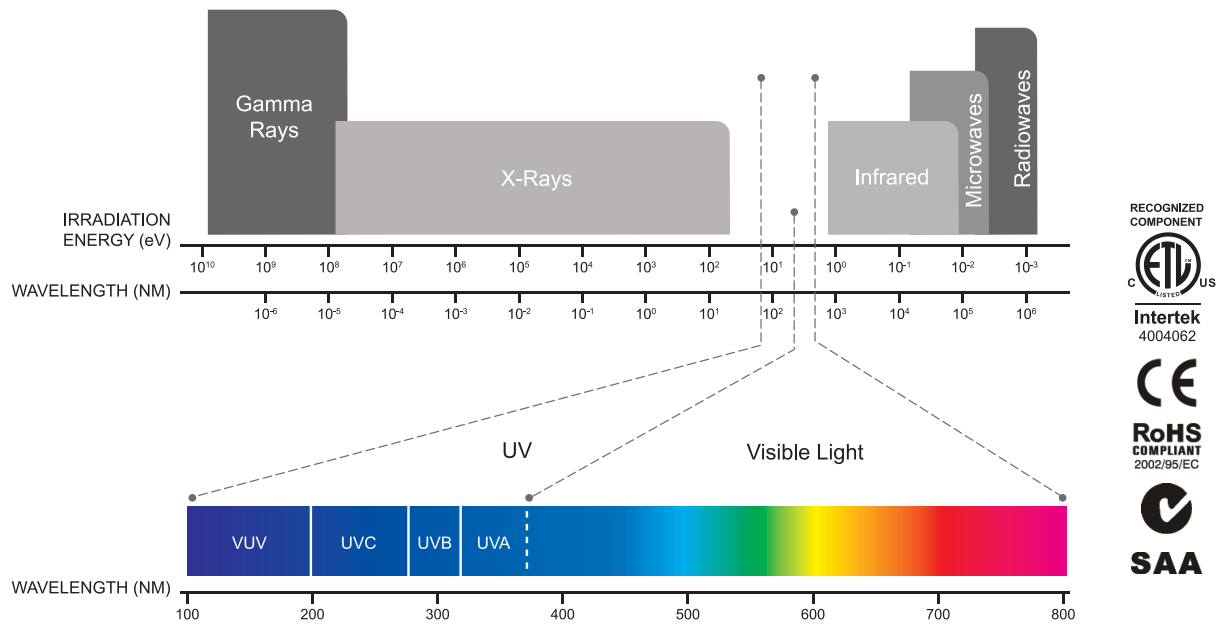 Gamma
Rays
X-Rays
Infrared
Microwaves
Radiowaves
IRRADIATION
ENERGY (eV)
10¹⁰ 10⁹ 10⁸ 10⁷ 10⁶ 10⁵ 10⁴ 10³ 10² 10¹ 10⁰ 10⁻¹ 10⁻² 10⁻³
WAVELENGTH (NM)
10⁻⁶ 10⁻⁵ 10⁻⁴ 10⁻³ 10⁻² 10⁻¹ 10⁰ 10¹ 10² 10³ 10⁴ 10⁵ 10⁶
UV
Visible Light
VUV UVC UVB UVA
WAVELENGTH (NM)
100 200 300 400 500 600 700 800
RECOGNIZED
COMPONENT
ETL CM
C LISTED US
Intertek
4004062
CE
RoHS
COMPLIANT
2002/95/EC
SAA